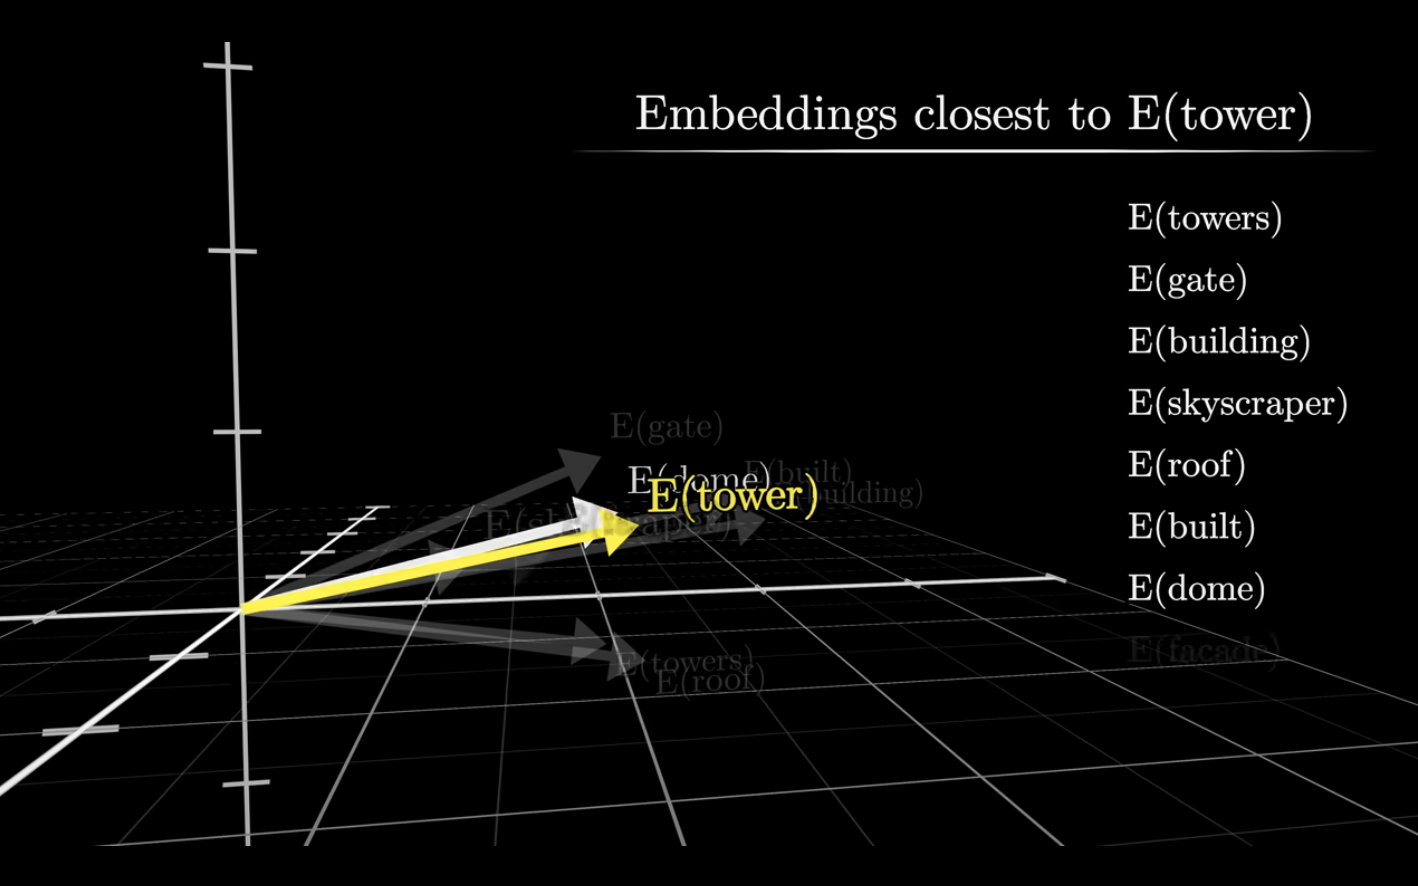 Embeddings closest to E(tower)
E(towers)
E(gate)
E(building)
E(skyscraper)
E(roof)
E(built)
E(dome)
E(facade)
E(gate)
E(built)
E(dome)
E(building)
E(tower)
E(skyscraper)
E(towers)
E(roof)